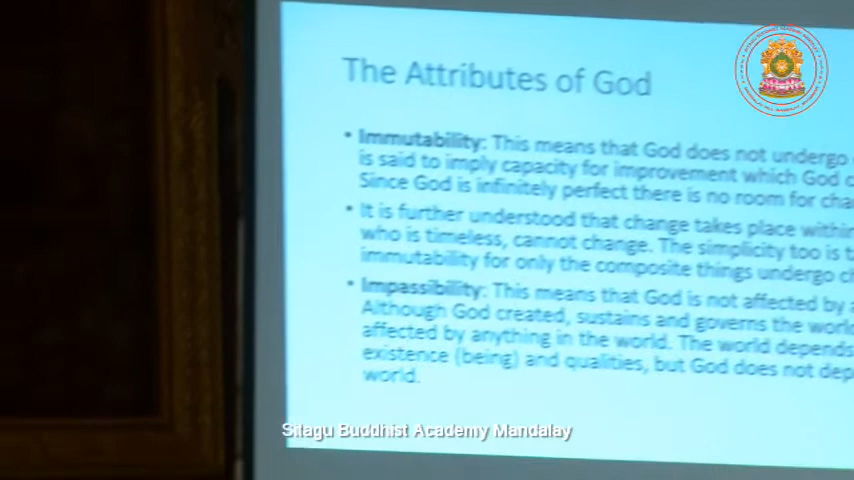 The Attributes of God
• Immutability: This means that God does not undergo
is said to imply capacity for improvement which God
Since God is infinitely perfect there is no room for
• It is further understood that change takes place
who is timeless, cannot change. The simplicity too is
immutability for only the composite things undergo
• Impassibility: This means that God is not affected by
Although God created, sustains and governs the
affected by anything in the world. The world depends
existence (being) and qualities, but God does not
world.
Sitagu Buddhist Academy Mandalay